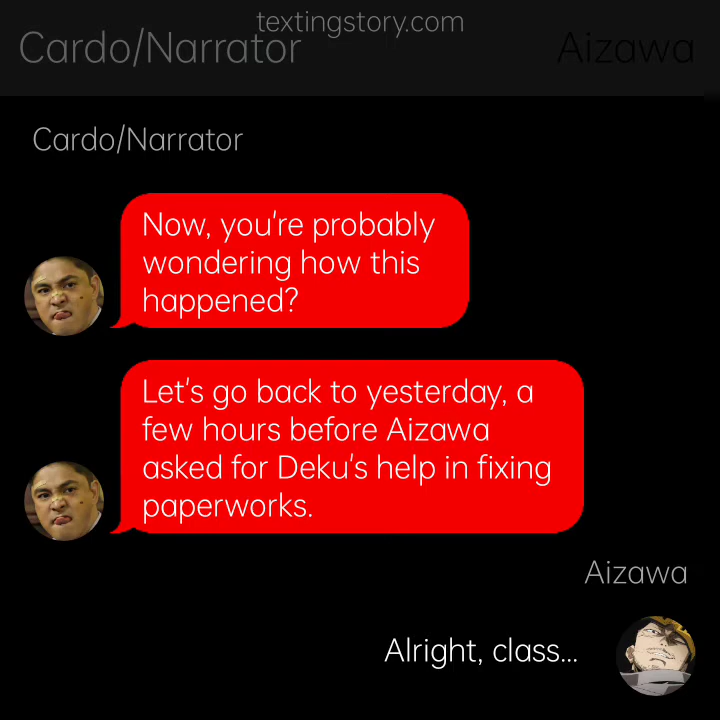 textingstory.com
Cardo/Narrator
Aizawa
Cardo/Narrator
Now, you're probably
wondering how this
happened?
Let's go back to yesterday, a
few hours before Aizawa
asked for Deku's help in fixing
paperworks.
Aizawa
Alright, class...